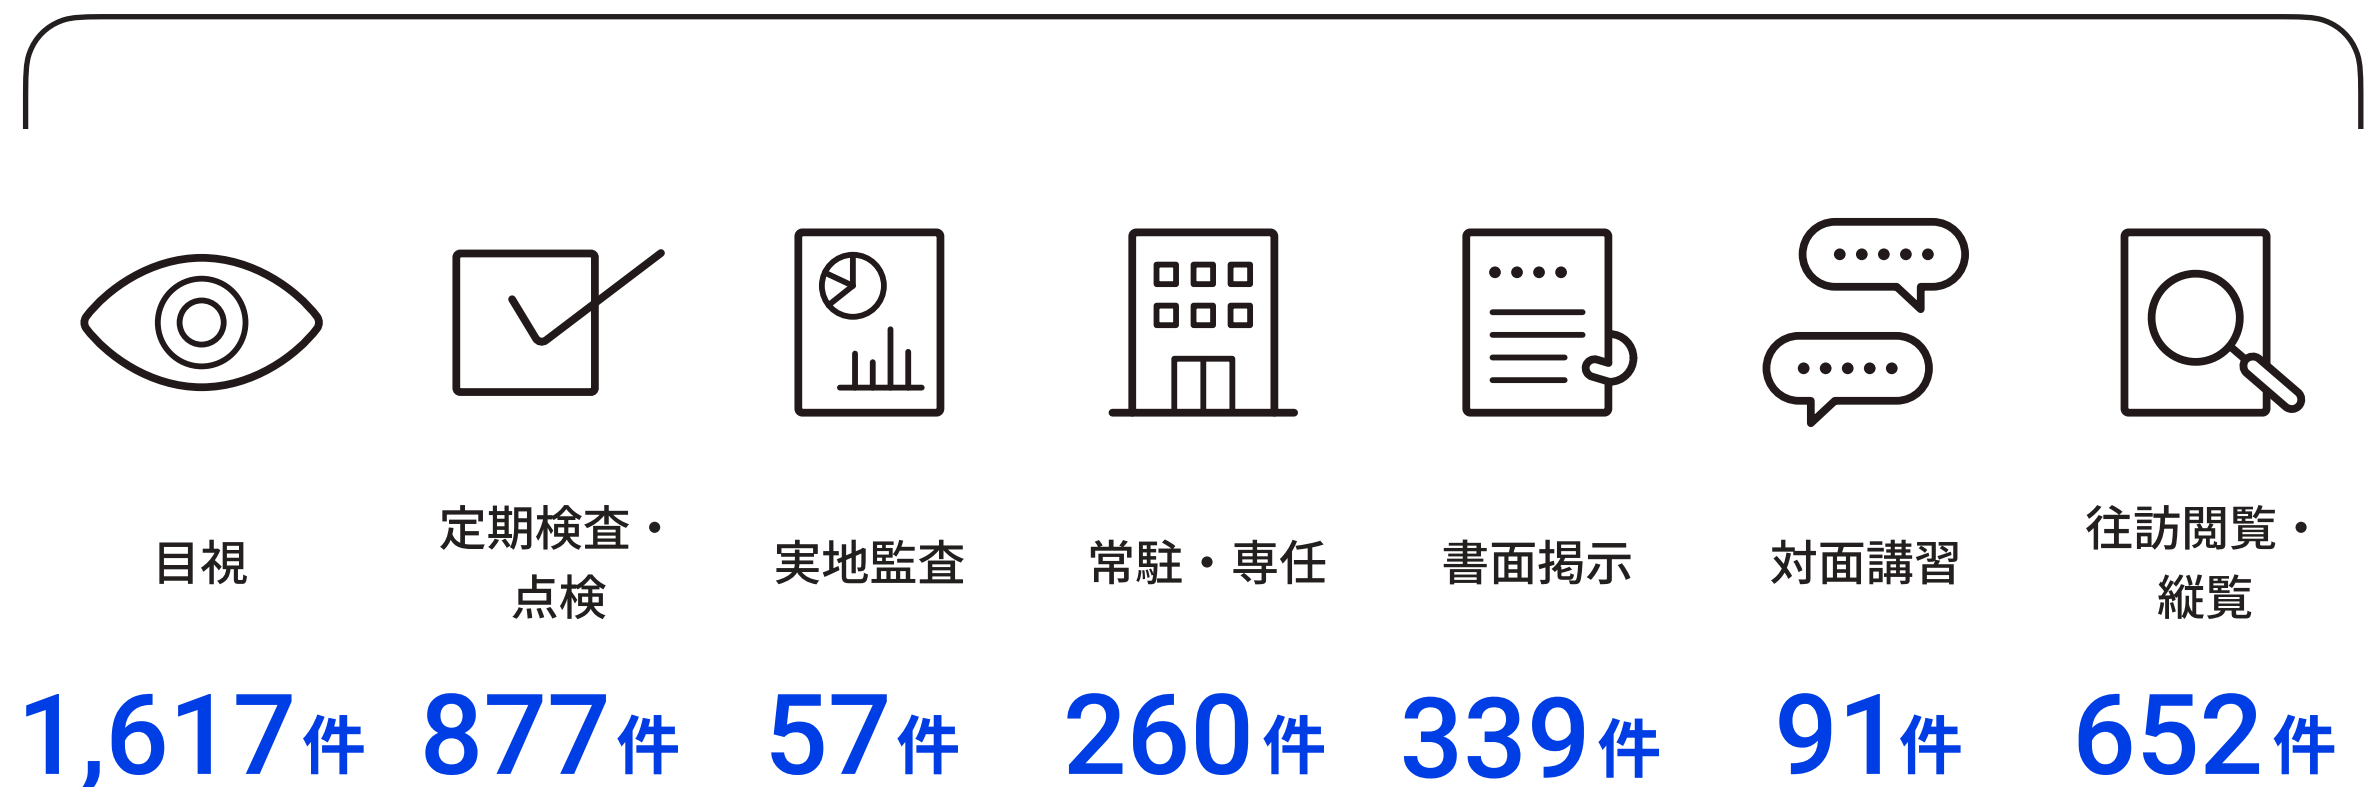 目視
定期検査・
点検
実地監査
常駐・専任
書面掲示
対面講習
往訪閲覧・
縦覧
1,617件
877件
57件
260件
339件
91件
652件